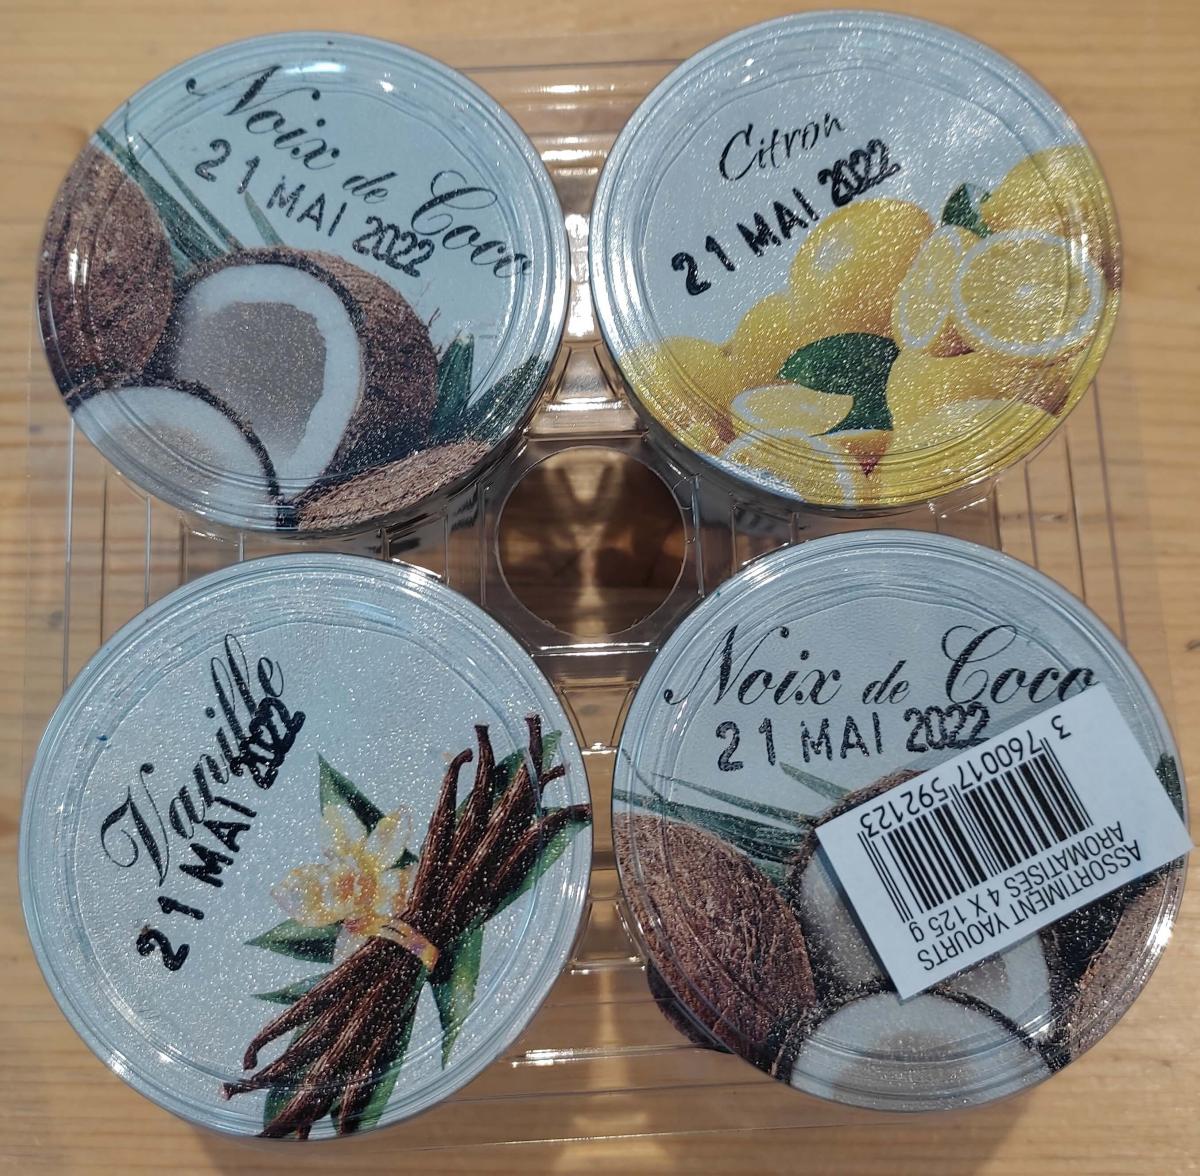 Noix de Coco
21 MAI 2022
Citron
21 MAI 2022
Vanille
21 MAI 2022
Noix de Coco
21 MAI 2022
3 760017 592123
ASSORTIMENT YAOURTS
AROMATISES 4 X 125 g